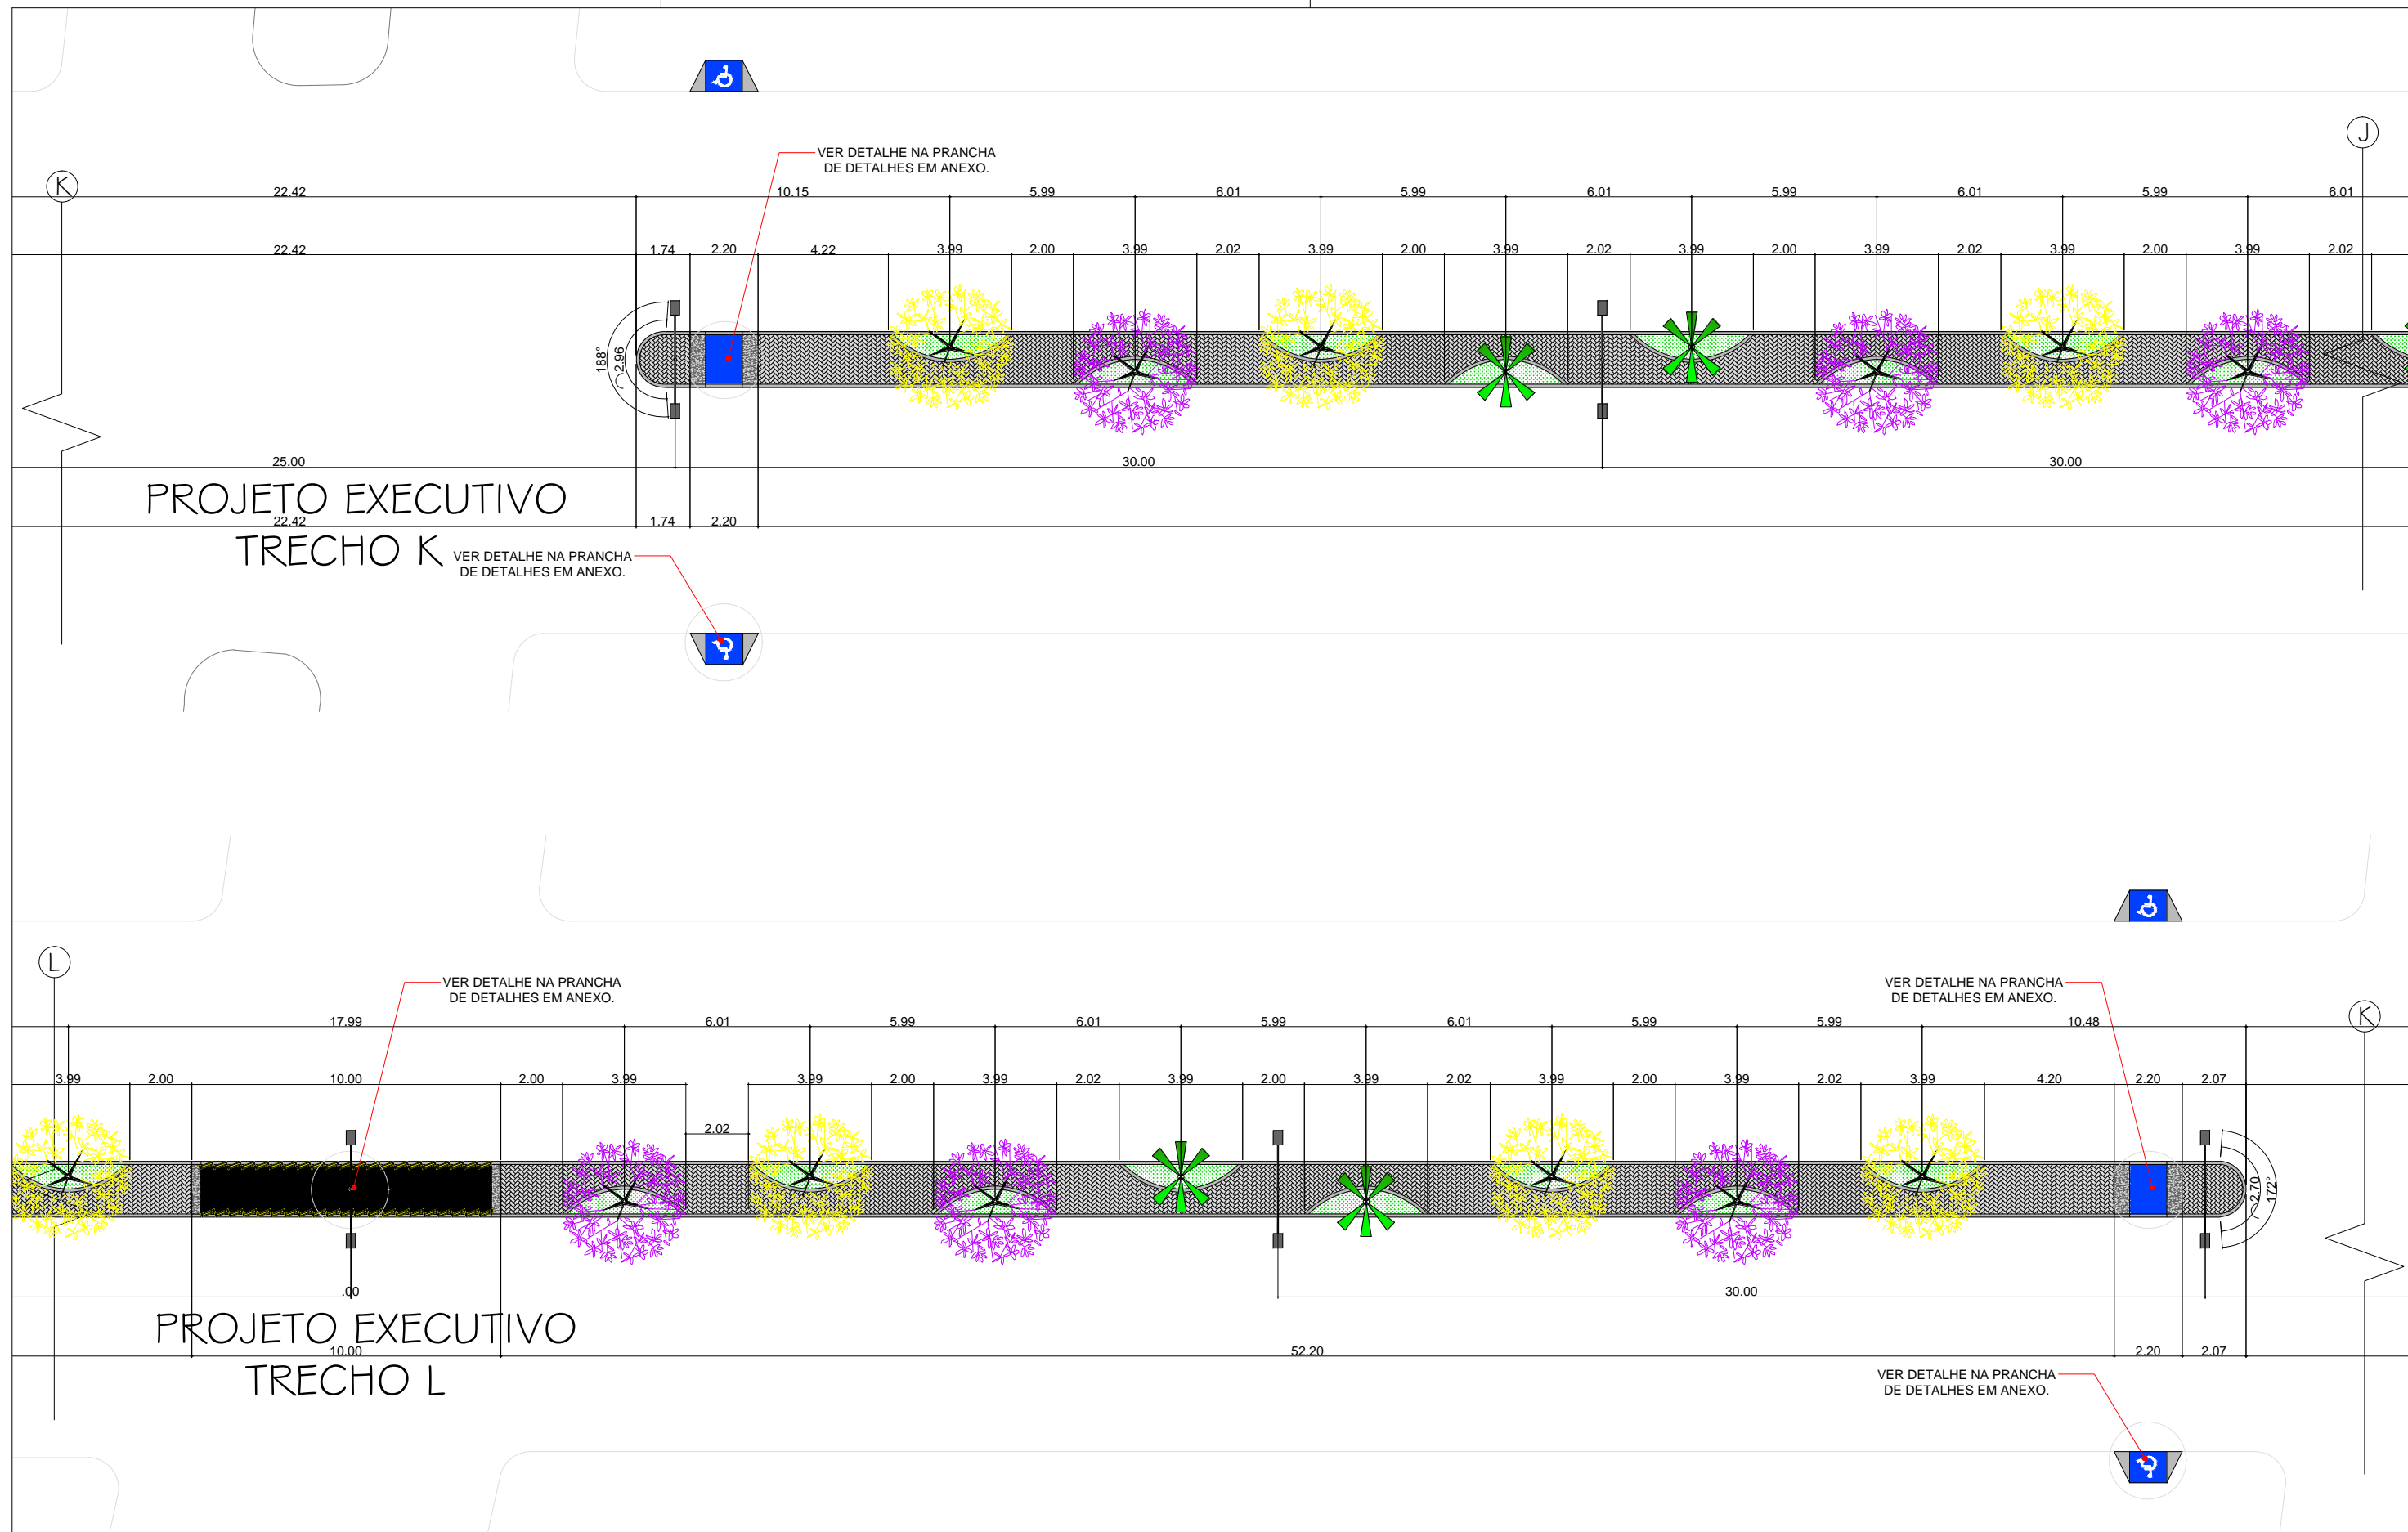 J
K
VER DETALHE NA PRANCHA
DE DETALHES EM ANEXO.
22.42 10.15 5.99 6.01 5.99 6.01 5.99 6.01 5.99 6.01
22.42 1.74 2.20 4.22 3.99 2.00 3.99 2.02 3.99 2.00 3.99 2.02 3.99 2.00 3.99 2.02 3.99 2.00 3.99 2.02
188° 2.96
25.00 30.00 30.00
PROJETO EXECUTIVO
22.42 1.74 2.20
TRECHO K
VER DETALHE NA PRANCHA
DE DETALHES EM ANEXO.
L
K
VER DETALHE NA PRANCHA
DE DETALHES EM ANEXO.
VER DETALHE NA PRANCHA
DE DETALHES EM ANEXO.
17.99 6.01 5.99 6.01 5.99 6.01 5.99 5.99 10.48
3.99 2.00 10.00 2.00 3.99 3.99 2.00 3.99 2.02 3.99 2.00 3.99 2.02 3.99 2.00 3.99 2.02 3.99 4.20 2.20 2.07
2.02
2.70 172°
.00 30.00
PROJETO EXECUTIVO
10.00 52.20 2.20 2.07
TRECHO L
VER DETALHE NA PRANCHA
DE DETALHES EM ANEXO.